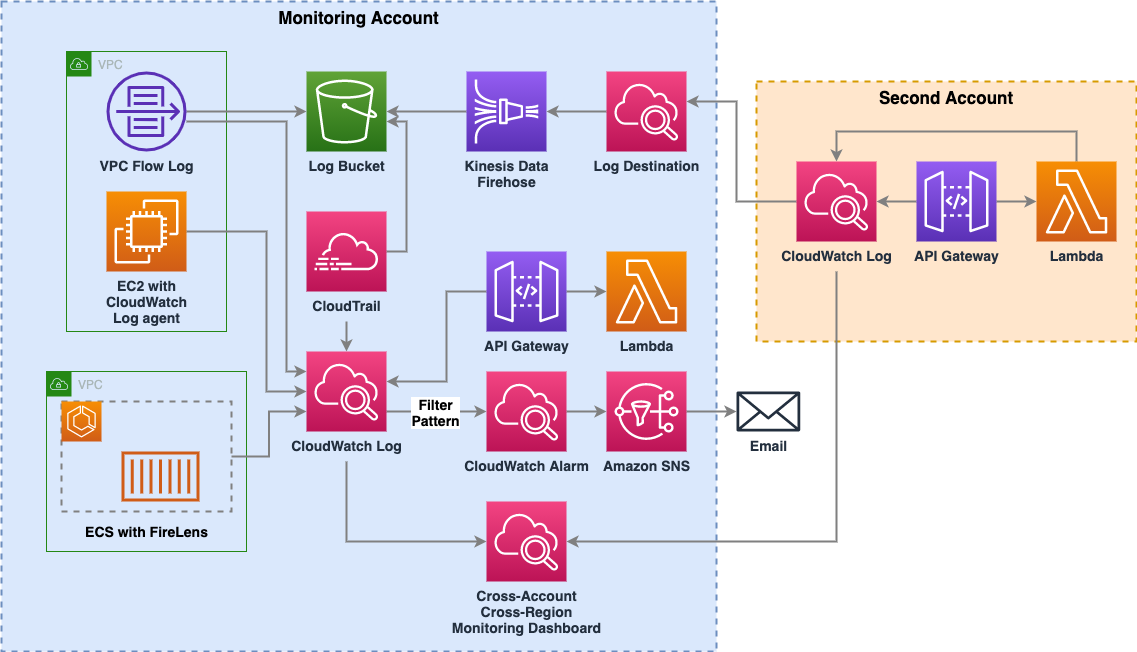 Monitoring Account
VPC
VPC Flow Log
Log Bucket
Kinesis Data
Firehose
Log Destination
Second Account
CloudWatch Log
API Gateway
Lambda
EC2 with
CloudWatch
Log agent
CloudTrail
API Gateway
Lambda
VPC
CloudWatch Log
Filter
Pattern
CloudWatch Alarm
Amazon SNS
Email
ECS with FireLens
Cross-Account
Cross-Region
Monitoring Dashboard